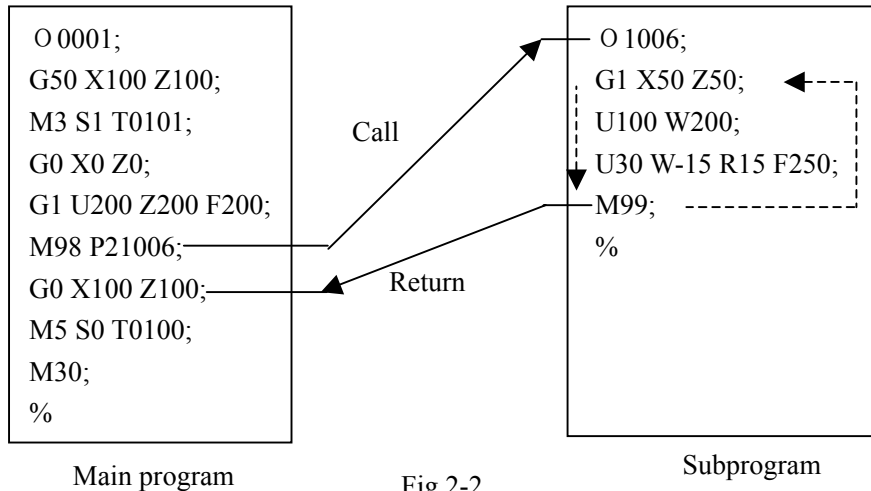 O 0001;
G50 X100 Z100;
M3 S1 T0101;
G0 X0 Z0;
G1 U200 Z200 F200;
M98 P21006;
G0 X100 Z100;
M5 S0 T0100;
M30;
%
Main program
Call
Return
O 1006;
G1 X50 Z50;
U100 W200;
U30 W-15 R15 F250;
M99;
%
Subprogram
Fig 2-2